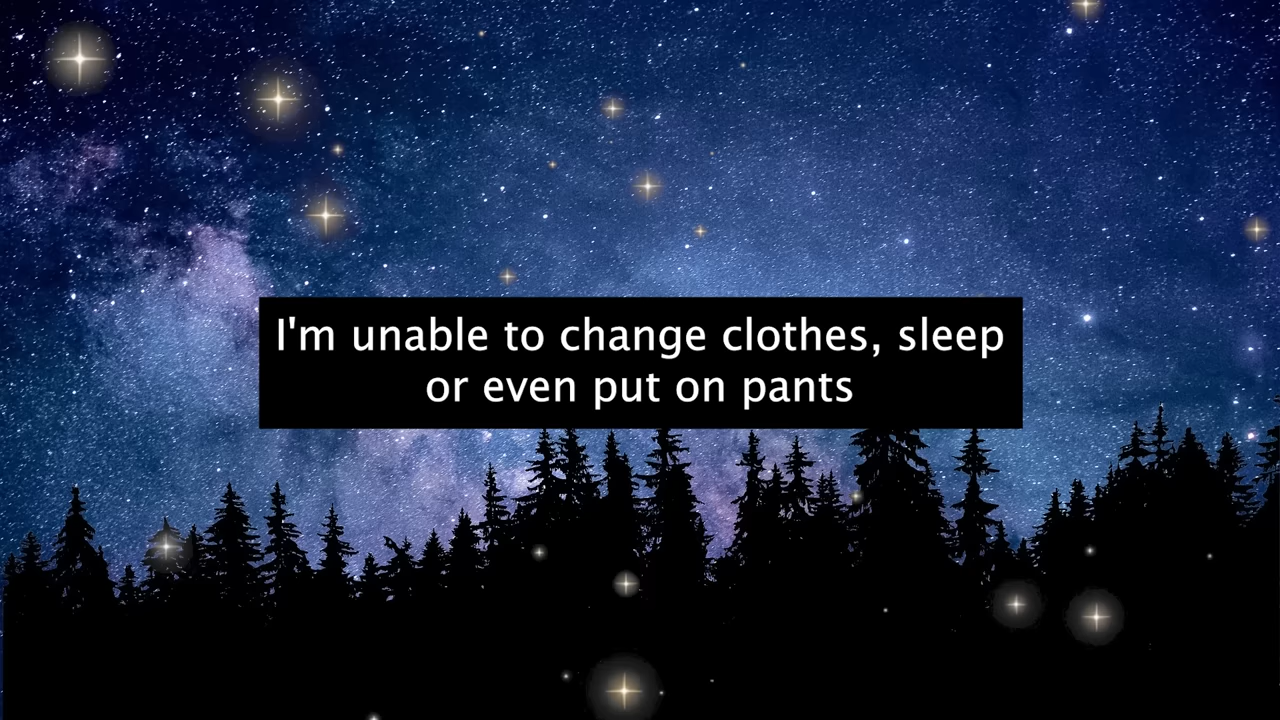 I'm unable to change clothes, sleep
or even put on pants